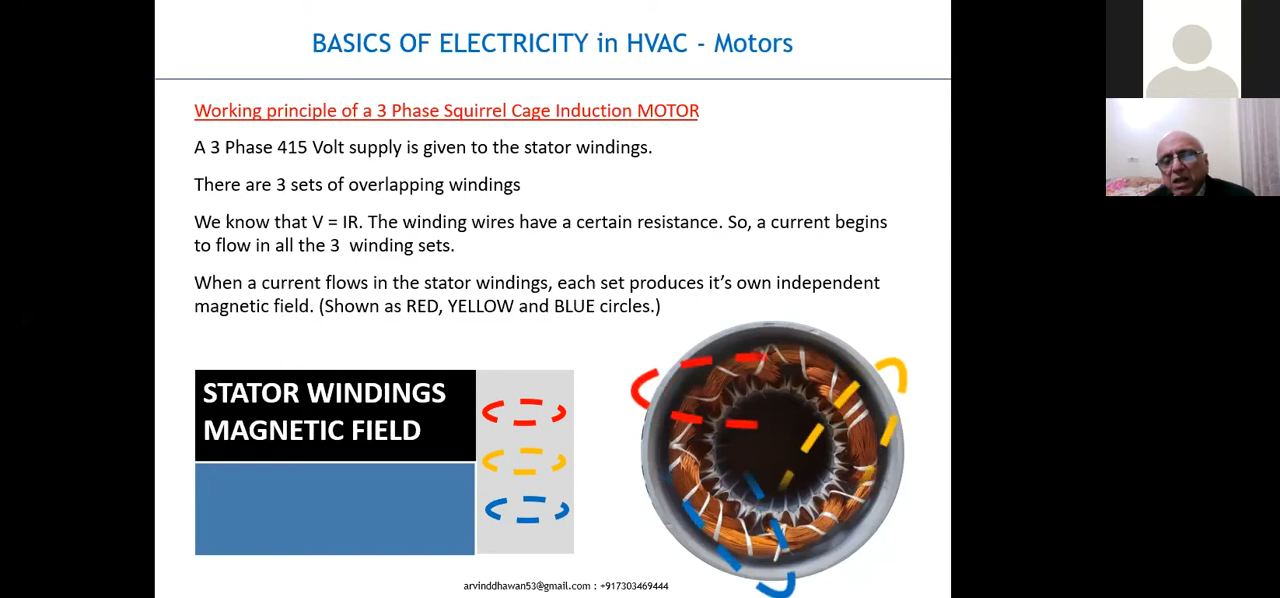 BASICS OF ELECTRICITY in HVAC - Motors
Working principle of a 3 Phase Squirrel Cage Induction MOTOR
A 3 Phase 415 Volt supply is given to the stator windings.
There are 3 sets of overlapping windings
We know that V = IR. The winding wires have a certain resistance. So, a current begins
to flow in all the 3 winding sets.
When a current flows in the stator windings, each set produces it's own independent
magnetic field. (Shown as RED, YELLOW and BLUE circles.)
STATOR WINDINGS
MAGNETIC FIELD
arvinddhawan53@gmail.com : +917303469444